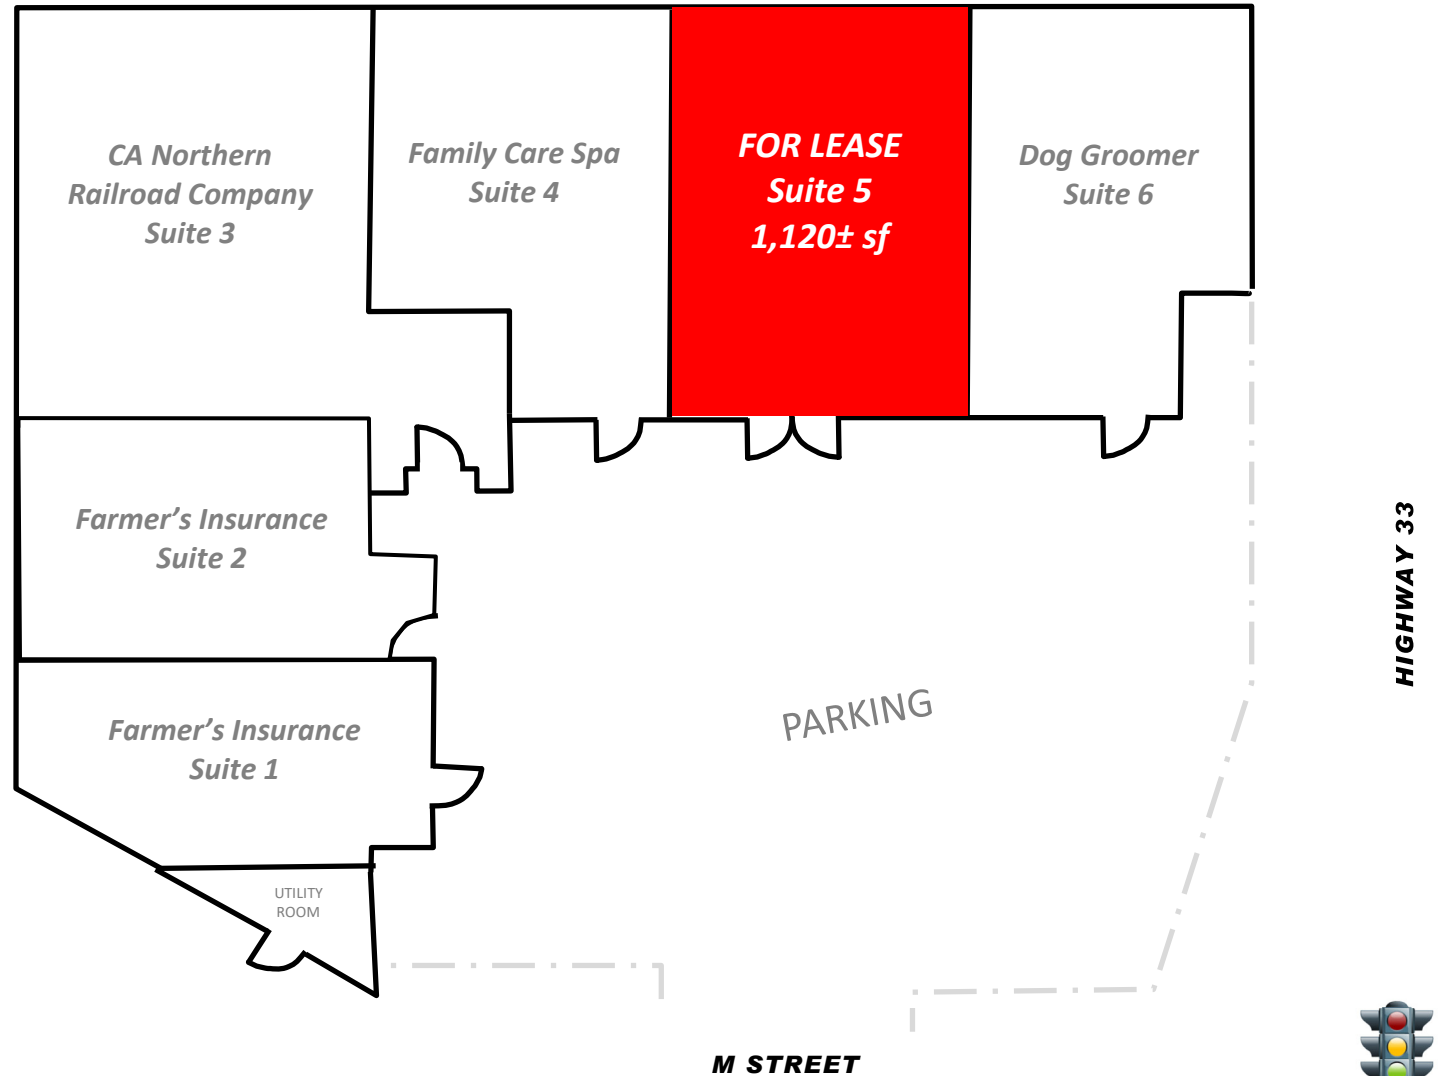 CA Northern
Railroad Company
Suite 3
Family Care Spa
Suite 4
FOR LEASE
Suite 5
1,120± sf
Dog Groomer
Suite 6
Farmer’s Insurance
Suite 2
HIGHWAY 33
Farmer’s Insurance
Suite 1
PARKING
UTILITY
ROOM
M STREET